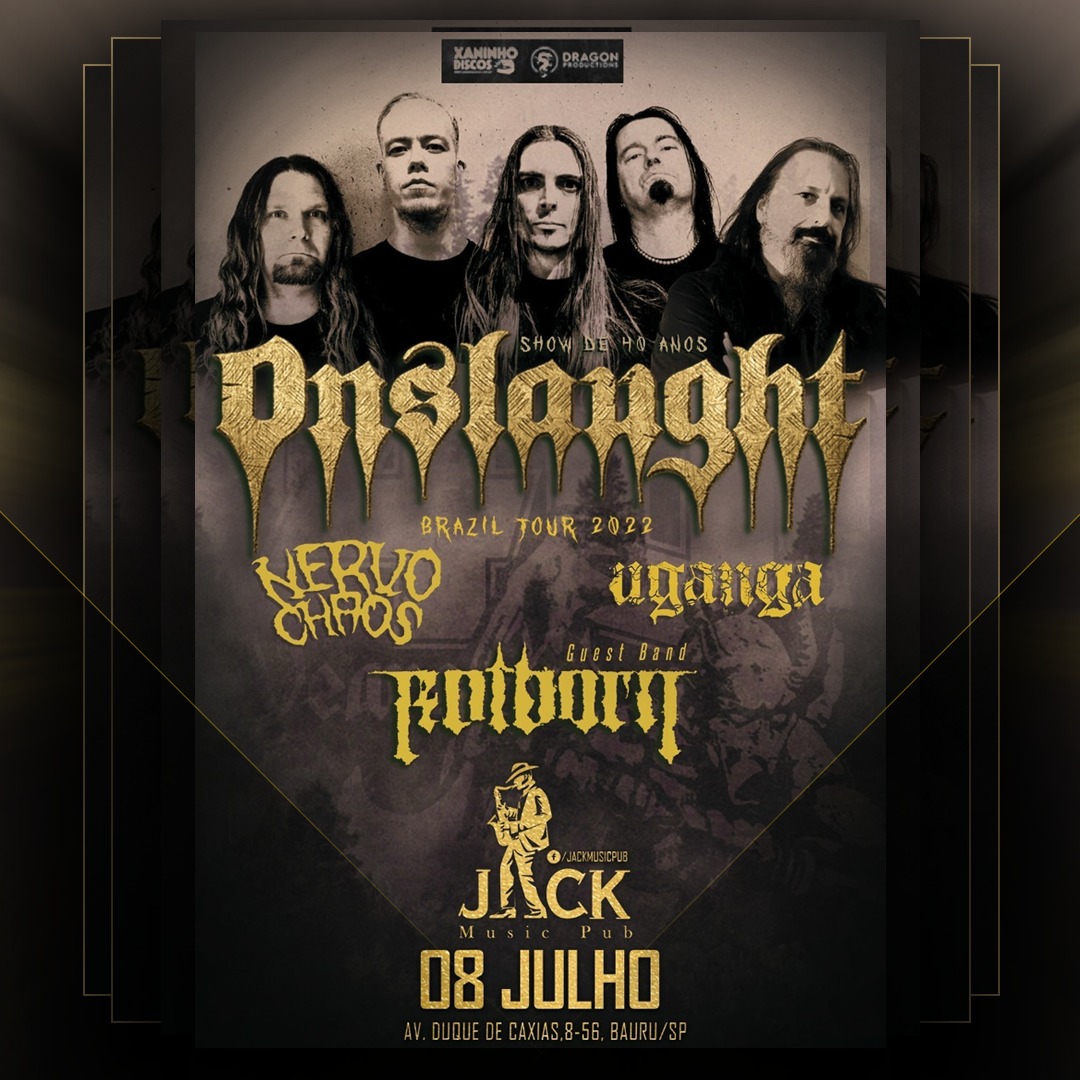 XANINHO
DISCOS
DRAGON
PRODUCTIONS
SHOW DE 40 ANOS
Onslaught
BRAZIL TOUR 2022
NERVO
CHAOS
uganga
Guest Band
Rotborn
/JACKMUSICPUB
JACK
Music Pub
08 JULHO
AV. DUQUE DE CAXIAS,8-56, BAURU/SP